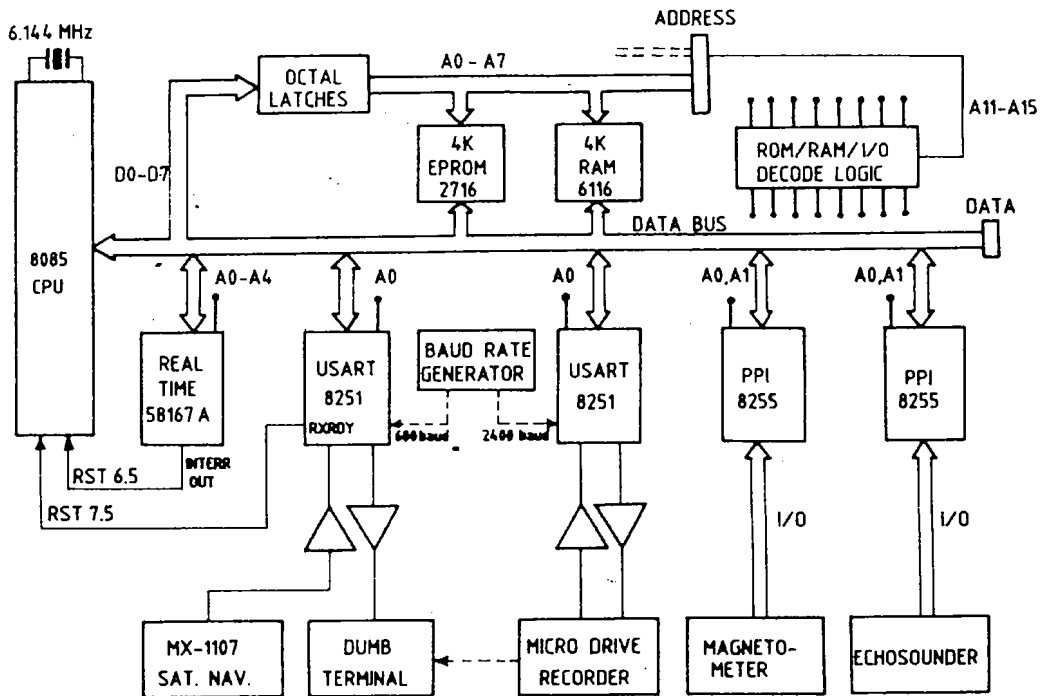 6.144 MHz
ADDRESS
OCTAL
LATCHES
A0 - A7
A11-A15
4K
EPROM
2716
4K
RAM
6116
ROM/RAM/I/O
DECODE LOGIC
D0-D7
DATA BUS
DATA
8085
CPU
A0-A4
A0
A0
A0,A1
A0,A1
REAL
TIME
58167 A
USART
8251
RXRDY
BAUD RATE
GENERATOR
600 baud
2400 baud
USART
8251
PPI
8255
PPI
8255
INTERR
OUT
RST 6.5
RST 7.5
I/O
I/O
MX-1107
SAT. NAV.
DUMB
TERMINAL
MICRO DRIVE
RECORDER
MAGNETO-
METER
ECHOSOUNDER